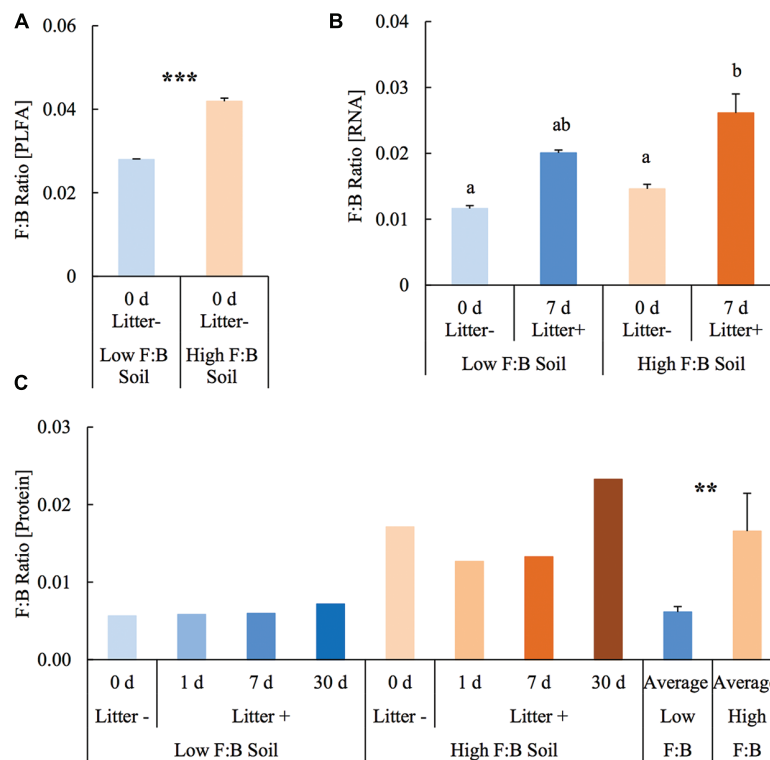 A
F:B Ratio [PLFA]
0.06
0.04
0.02
0
***
0 d 0 d
Litter- Litter-
Low F:B High F:B
Soil Soil
B
F:B Ratio [RNA]
0.04
0.03
0.02
0.01
0
a
ab
a
b
0 d 7 d 0 d 7 d
Litter- Litter+ Litter- Litter+
Low F:B Soil High F:B Soil
C
F:B Ratio [Protein]
0.03
0.02
0.01
0.00
**
0 d 1 d 7 d 30 d 0 d 1 d 7 d 30 d Average Average
Litter - Litter + Litter - Litter + Low High
Low F:B Soil High F:B Soil F:B F:B